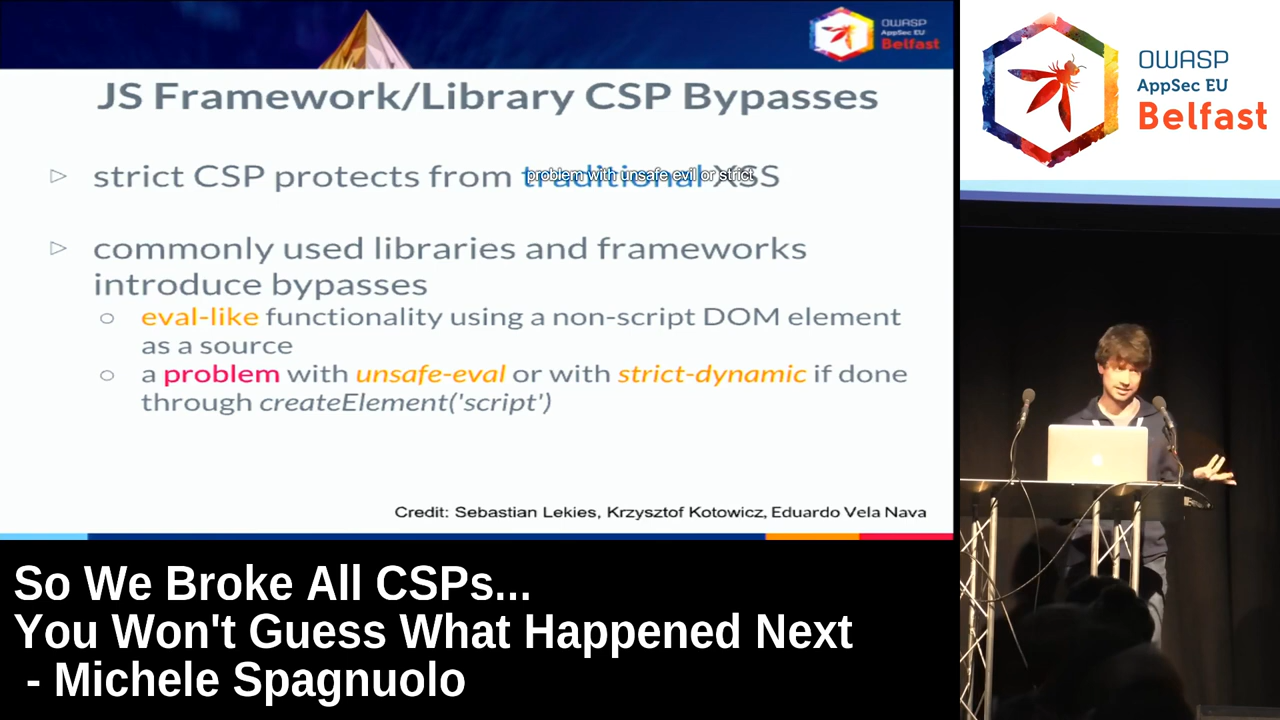 OWASP
AppSec EU
Belfast
JS Framework/Library CSP Bypasses
strict CSP protects from traditional XSS
problem with unsafe evil or strict
commonly used libraries and frameworks
introduce bypasses
eval-like functionality using a non-script DOM element
as a source
a problem with unsafe-eval or with strict-dynamic if done
through createElement('script')
Credit: Sebastian Lekies, Krzysztof Kotowicz, Eduardo Vela Nava
OWASP
AppSec EU
Belfast
So We Broke All CSPs...
You Won't Guess What Happened Next
- Michele Spagnuolo